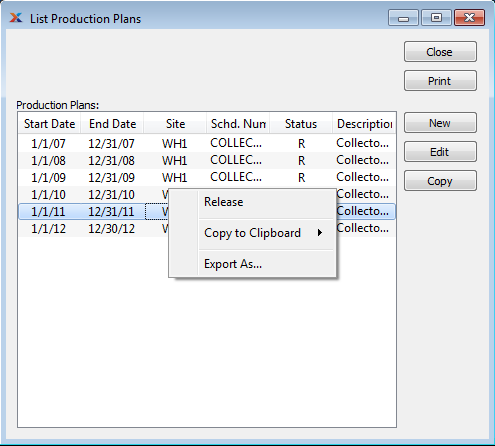 List Production Plans
Close
Print
Production Plans:
Start Date End Date Site Schd. Num Status Description
1/1/07 12/31/07 WH1 COLLEC... R Collecto...
1/1/08 12/31/08 WH1 COLLEC... R Collecto...
1/1/09 12/31/09 WH1 COLLEC... R Collecto...
1/1/10 12/31/10 Collecto...
1/1/11 12/31/11 Collecto...
1/1/12 12/30/12 Collecto...
Release
Copy to Clipboard
Export As...
New
Edit
Copy